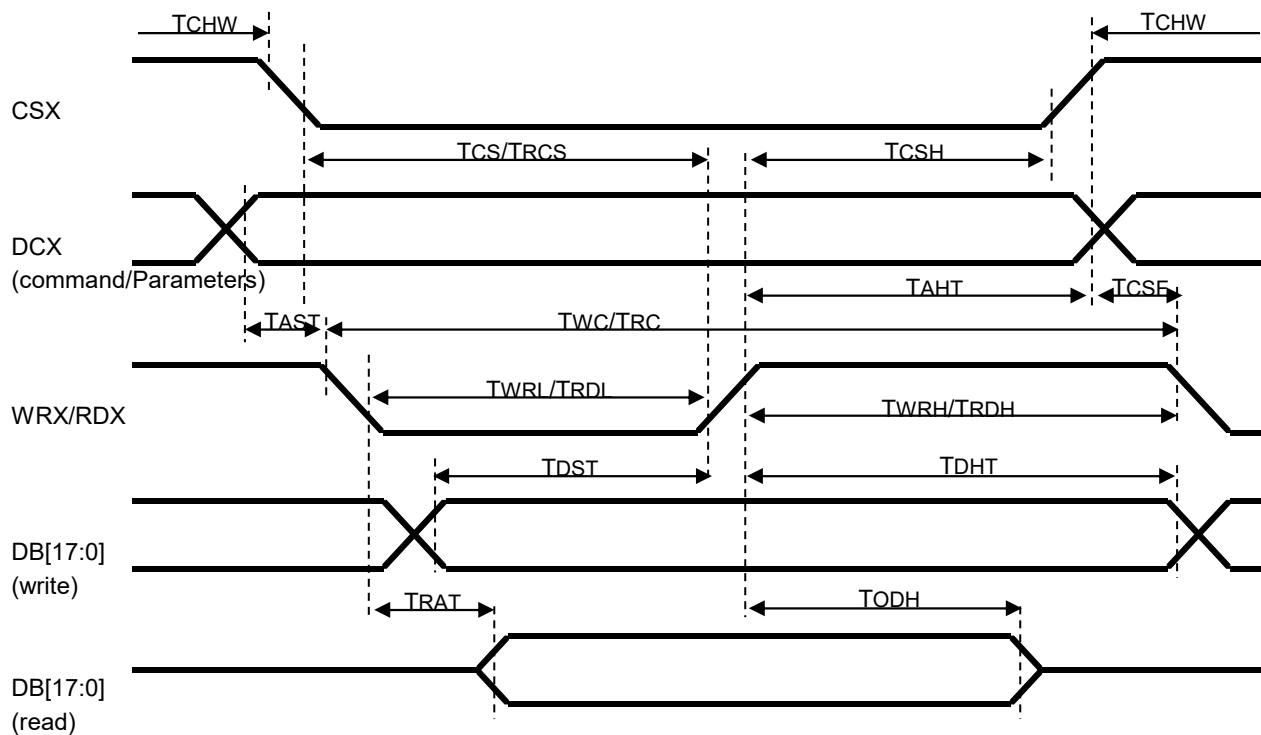 TCHW TCHW
CSX
TCS/TRCS TCSH
DCX
(command/Parameters)
TAHT TCSF
TAST TWC/TRC
TWRL/TRDL
WRX/RDX TWRH/TRDH
TDST TDHT
DB[17:0]
(write)
TRAT TODH
DB[17:0]
(read)